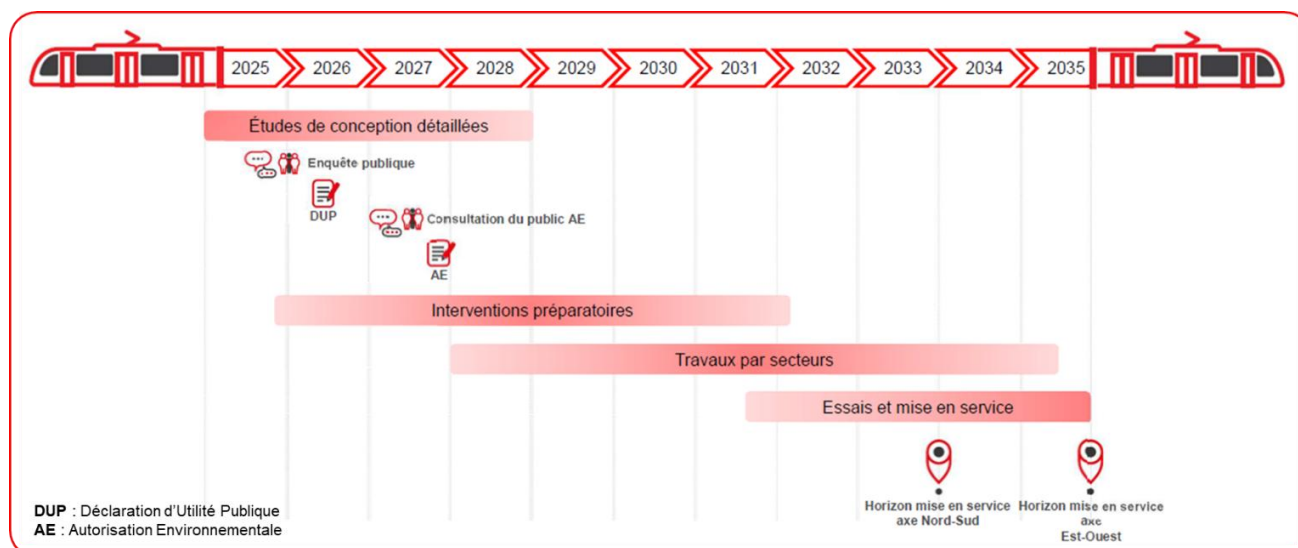 2025 2026 2027 2028 2029 2030 2031 2032 2033 2034 2035
Études de conception détaillées
Enquête publique
DUP
Consultation du public AE
AE
Interventions préparatoires
Travaux par secteurs
Essais et mise en service
Horizon mise en service
axe Nord-Sud
Horizon mise en service
axe
Est-Ouest
DUP : Déclaration d'Utilité Publique
AE : Autorisation Environnementale